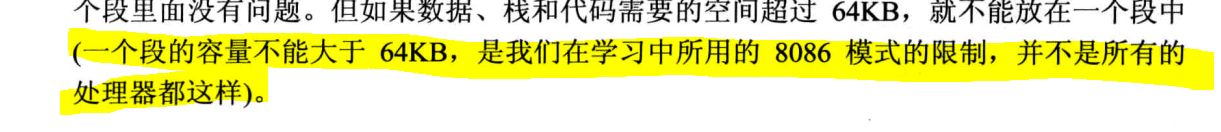 个段里面没有问题。但如果数据、栈和代码需要的空间超过 64KB，就不能放在一个段中
(一个段的容量不能大于 64KB，是我们在学习中所用的 8086 模式的限制，并不是所有的
处理器都这样)。